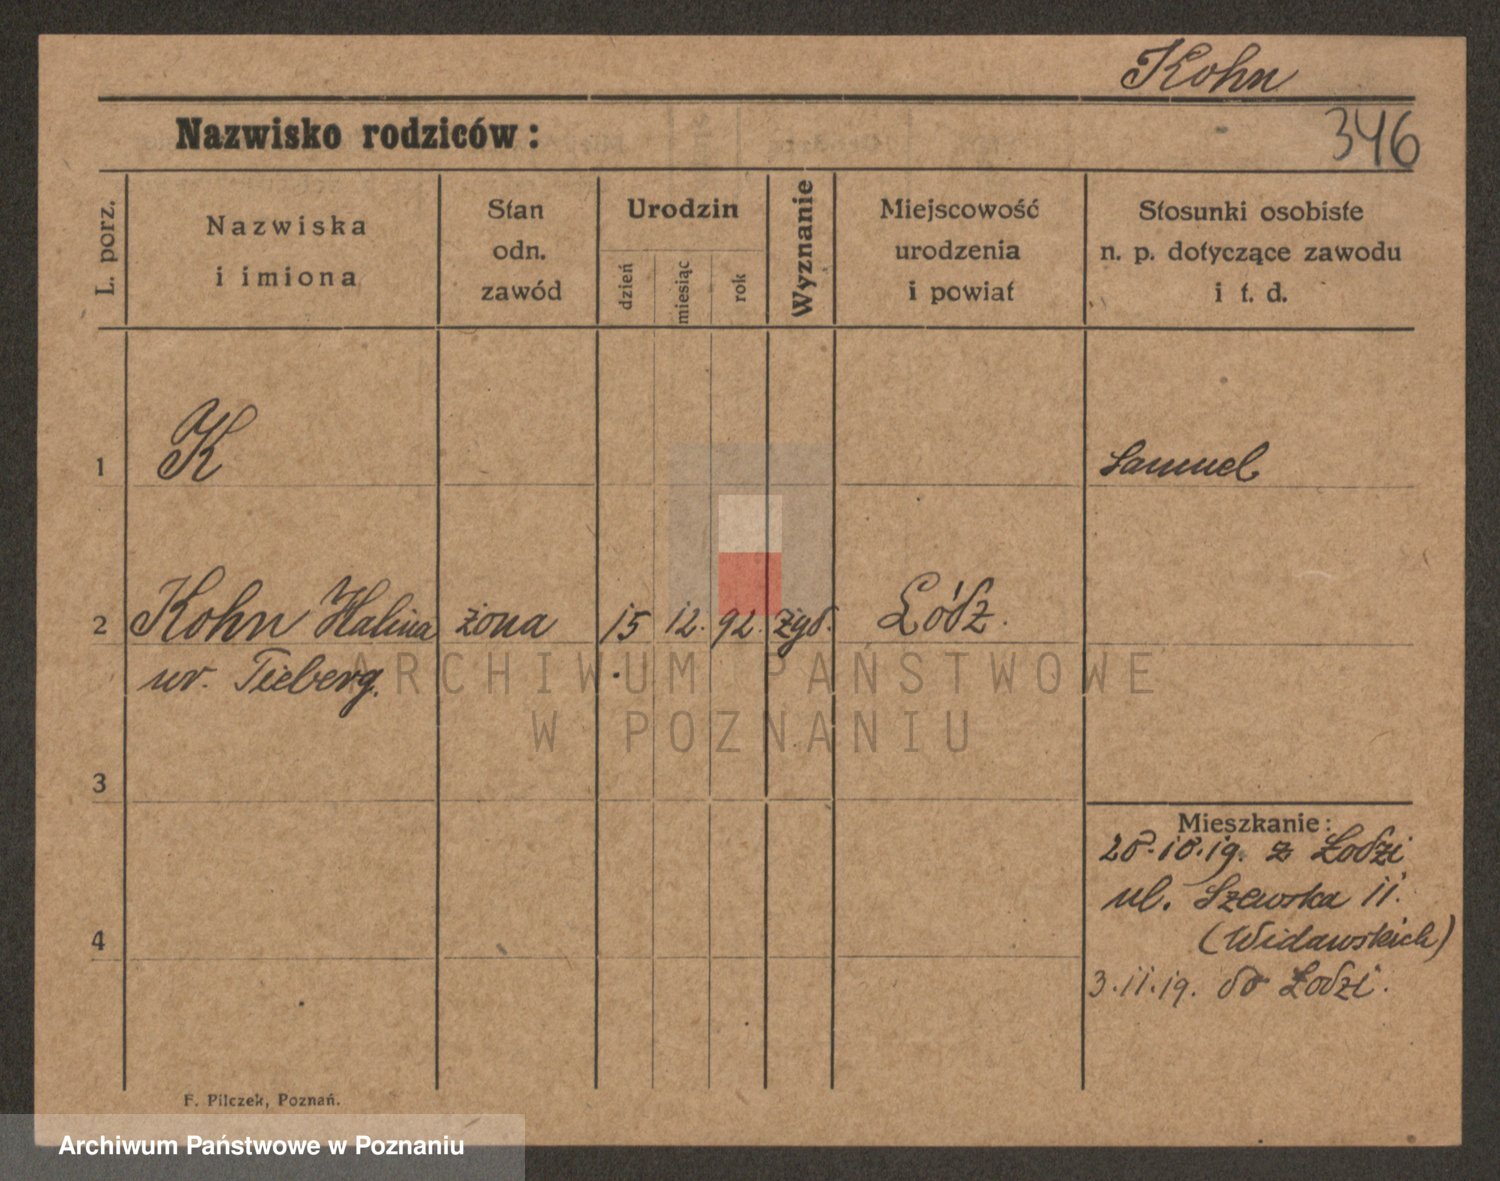 Kohn
346
Nazwisko rodziców:
L. porz.
Nazwiska
i imiona
Stan
odn.
zawód
Urodzin
dzień
miesiąc
rok
Wyznanie
Miejscowość
urodzenia
i powiat
Stosunki osobiste
n. p. dotyczące zawodu
i t. d.
1 K Samuel
2 Kohn Halina żona 15 12. 92. żyd. Łódź.
ur. Tieberg.
3
4
Mieszkanie:
28.10.19. z Łodzi
ul. Szewska 11.
(Widawskich)
3.11.19. do Łodzi.
F. Pilczek, Poznań.
ARCHIWUM PAŃSTWOWE
W POZNANIU
Archiwum Państwowe w Poznaniu